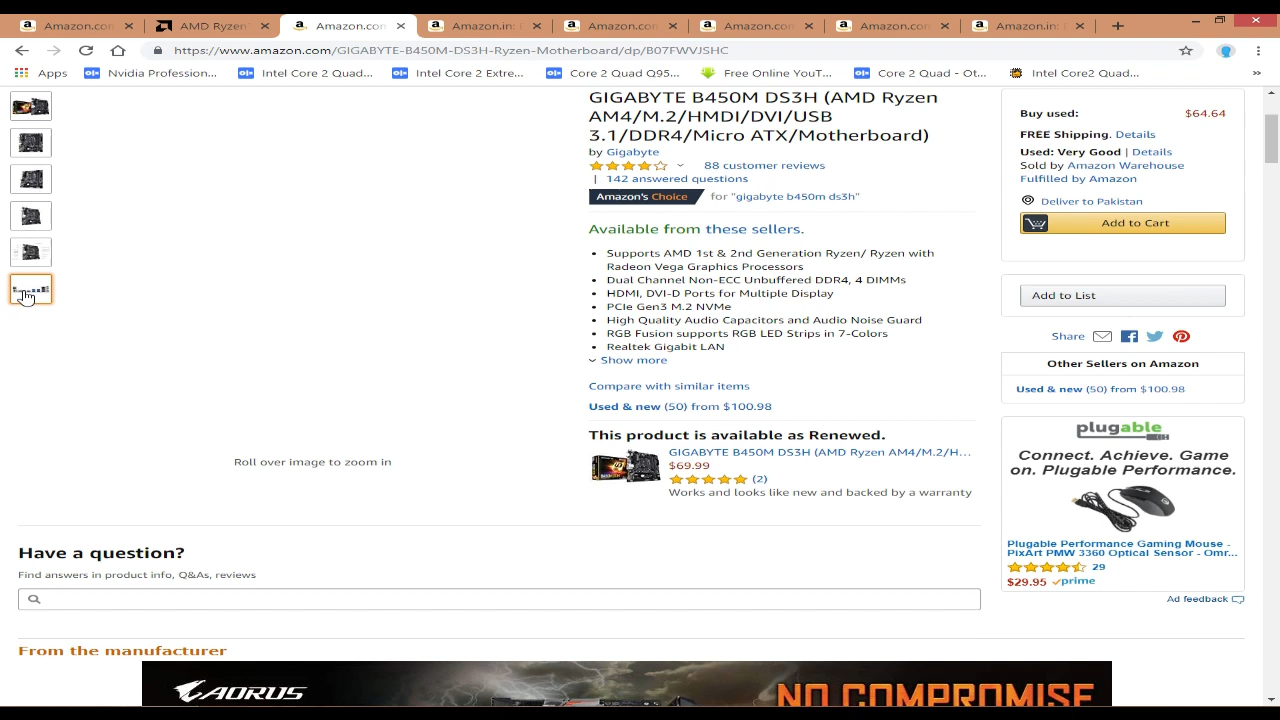 Amazon.com
AMD Ryzen
Amazon.com:
Amazon.in: F
Amazon.com
Amazon.com
Amazon.com
Amazon.in: F
https://www.amazon.com/GIGABYTE-B450M-DS3H-Ryzen-Motherboard/dp/B07FWVJSHC
Apps
Nvidia Profession...
IntelCore 2 Quad...
Intel Core 2 Extre...
Core 2 Quad Q95...
Free Online YouT...
Core 2 Quad - Ot...
Intel Core2 Quad...
»
GIGABYTE B450M DS3H (AMD Ryzen
AM4/M.2/HMDI/DVI/USB
3.1/DDR4/Micro ATX/Motherboard)
by Gigabyte
88 customer reviews
| 142 answered questions
Amazon's Choice for "gigabyte b450m ds3h"
Available from these sellers.
• Supports AMD 1st & 2nd Generation Ryzen/ Ryzen with
Radeon Vega Graphics Processors
• Dual Channel Non-ECC Unbuffered DDR4, 4 DIMMs
• HDMI, DVI-D Ports for Multiple Display
• PCIe Gen3 M.2 NVMe
• High Quality Audio Capacitors and Audio Noise Guard
• RGB Fusion supports RGB LED Strips in 7-Colors
• Realtek Gigabit LAN
Show more
Compare with similar items
Used & new (50) from $100.98
This product is available as Renewed.
GIGABYTE B450M DS3H (AMD Ryzen AM4/M.2/H...
$69.99
(2)
Works and looks like new and backed by a warranty
Roll over image to zoom in
Buy used: $64.64
FREE Shipping. Details
Used: Very Good | Details
Sold by Amazon Warehouse
Fulfilled by Amazon
Deliver to Pakistan
Add to Cart
Add to List
Share
Other Sellers on Amazon
Used & new (50) from $100.98
plugable
Connect. Achieve. Game
on. Plugable Performance.
Plugable Performance Gaming Mouse -
PixArt PMW 3360 Optical Sensor - Omr...
29
$29.95 prime
Ad feedback
Have a question?
Find answers in product info, Q&As, reviews
From the manufacturer
AORUS
NO COMPROMISE